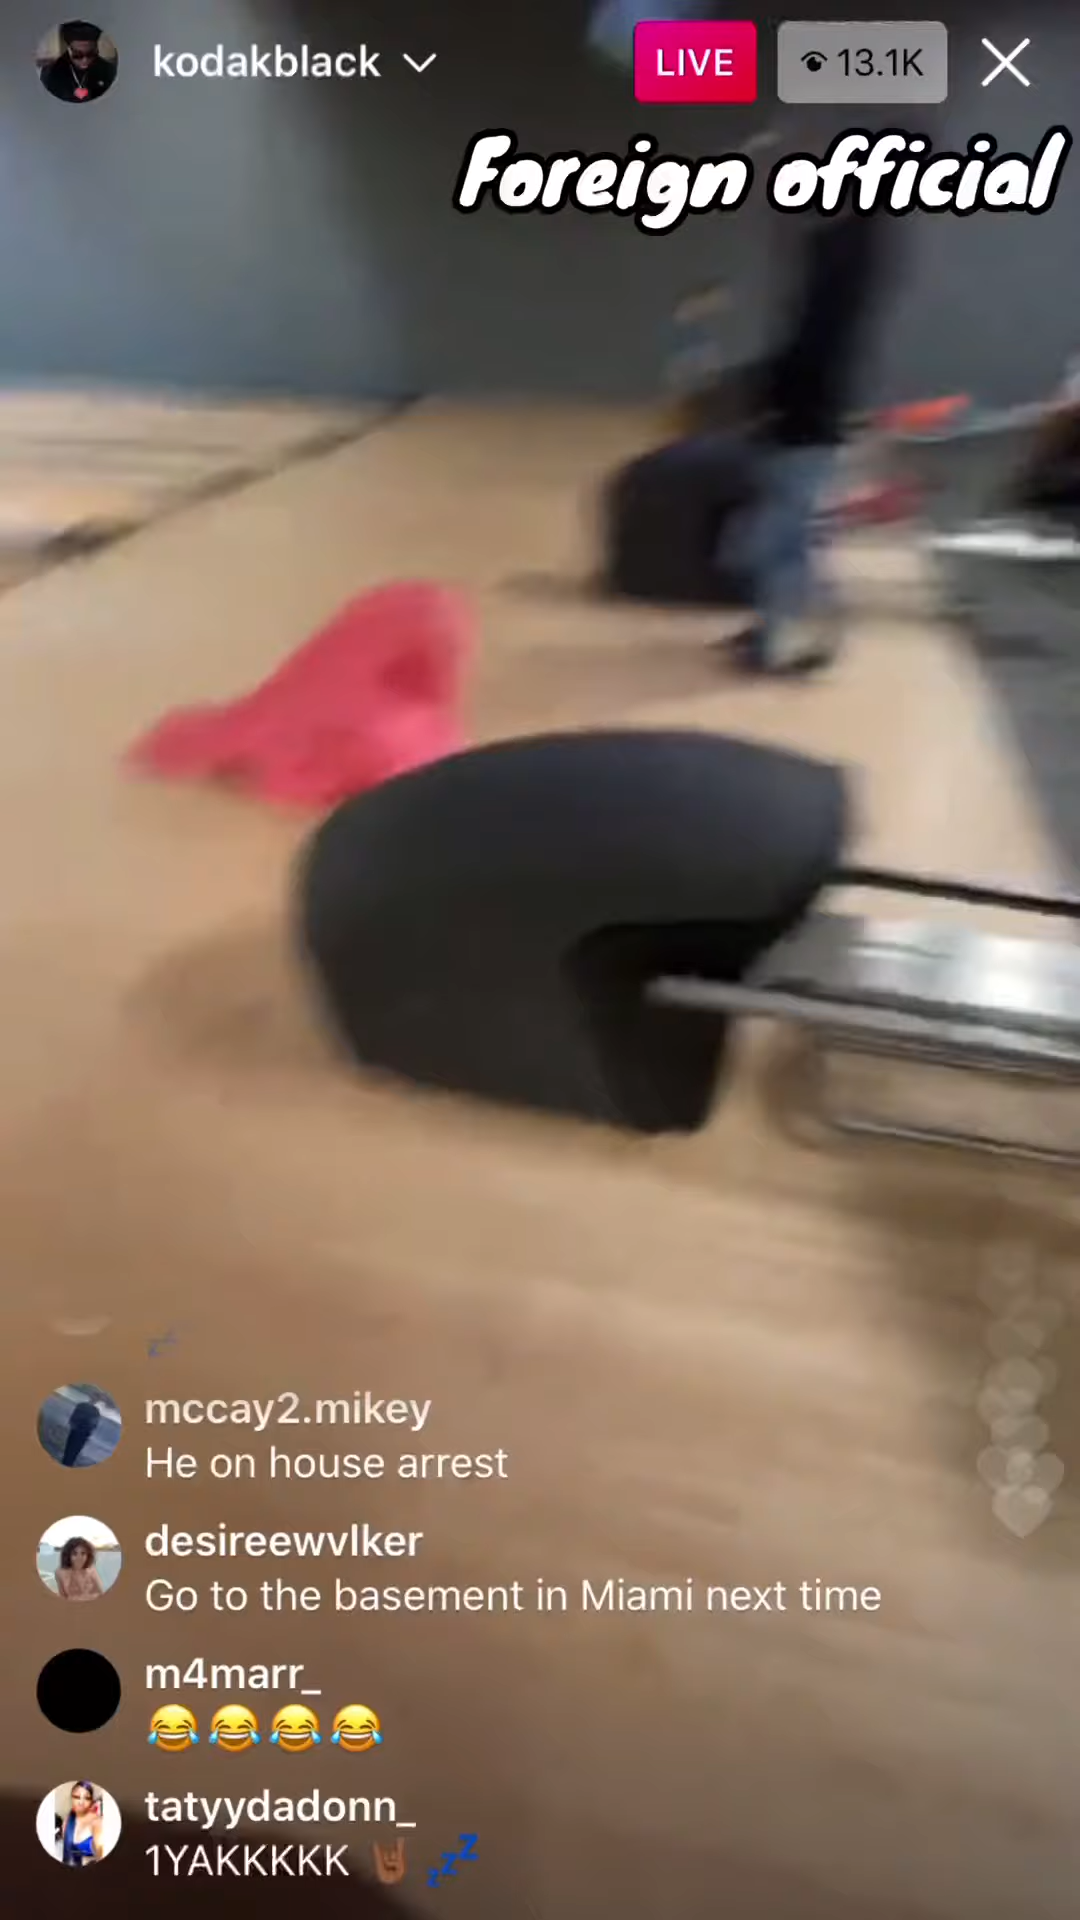 kodakblack
LIVE
13.1K
Foreign official
mccay2.mikey
He on house arrest
desireewvlker
Go to the basement in Miami next time
m4marr_
😂😂😂😂
tatyydadonn_
1YAKKKKK 🤘🏾 💤